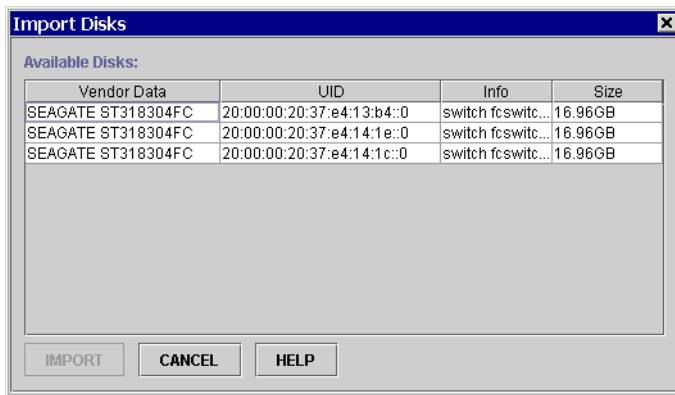 Import Disks
Available Disks:
Vendor Data UID Info Size
SEAGATE ST318304FC 20:00:00:20:37:e4:13:b4::0 switch fcswitc... 16.96GB
SEAGATE ST318304FC 20:00:00:20:37:e4:14:1e::0 switch fcswitc... 16.96GB
SEAGATE ST318304FC 20:00:00:20:37:e4:14:1c::0 switch fcswitc... 16.96GB
IMPORT CANCEL HELP